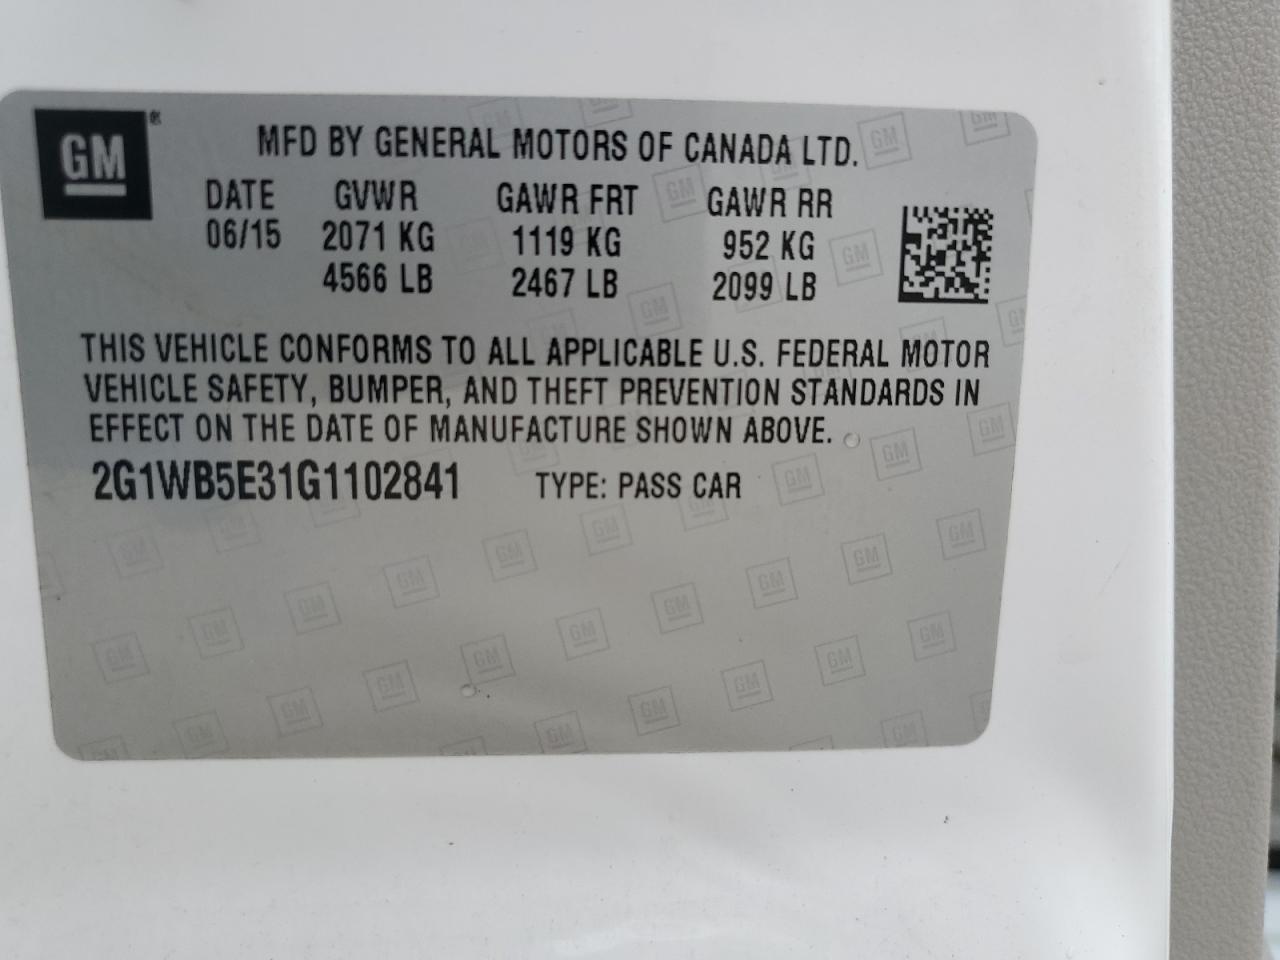 GM ®
MFD BY GENERAL MOTORS OF CANADA LTD.
DATE GVWR GAWR FRT GAWR RR
06/15 2071 KG 1119 KG 952 KG
4566 LB 2467 LB 2099 LB
THIS VEHICLE CONFORMS TO ALL APPLICABLE U.S. FEDERAL MOTOR
VEHICLE SAFETY, BUMPER, AND THEFT PREVENTION STANDARDS IN
EFFECT ON THE DATE OF MANUFACTURE SHOWN ABOVE.
2G1WB5E31G1102841 TYPE: PASS CAR